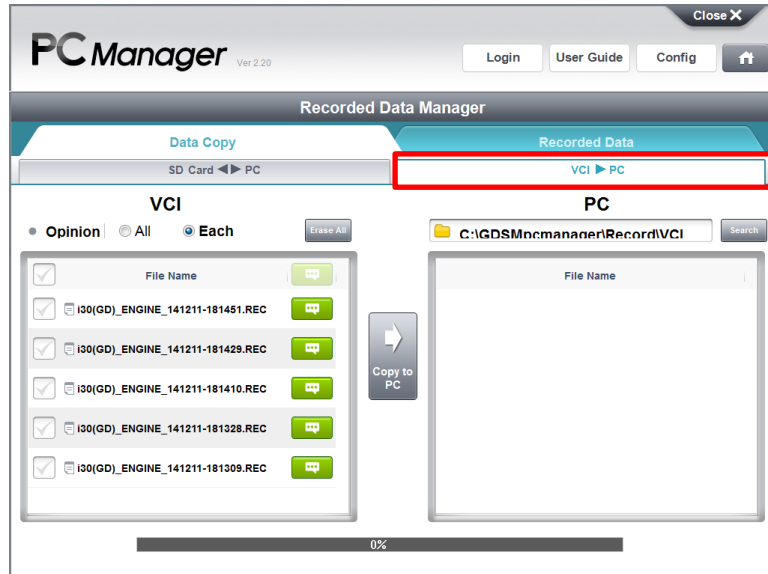 Close X
PC Manager Ver 2.20
Login User Guide Config
Recorded Data Manager
Data Copy Recorded Data
SD Card ◀▶ PC VCI ▶ PC
VCI PC
Opinion All Each Erase All C:\GDSMpcmanager\Record\VCI Search
File Name File Name
i30(GD)_ENGINE_141211-181451.REC
i30(GD)_ENGINE_141211-181429.REC
i30(GD)_ENGINE_141211-181410.REC
i30(GD)_ENGINE_141211-181328.REC
i30(GD)_ENGINE_141211-181309.REC
Copy to
PC
0%